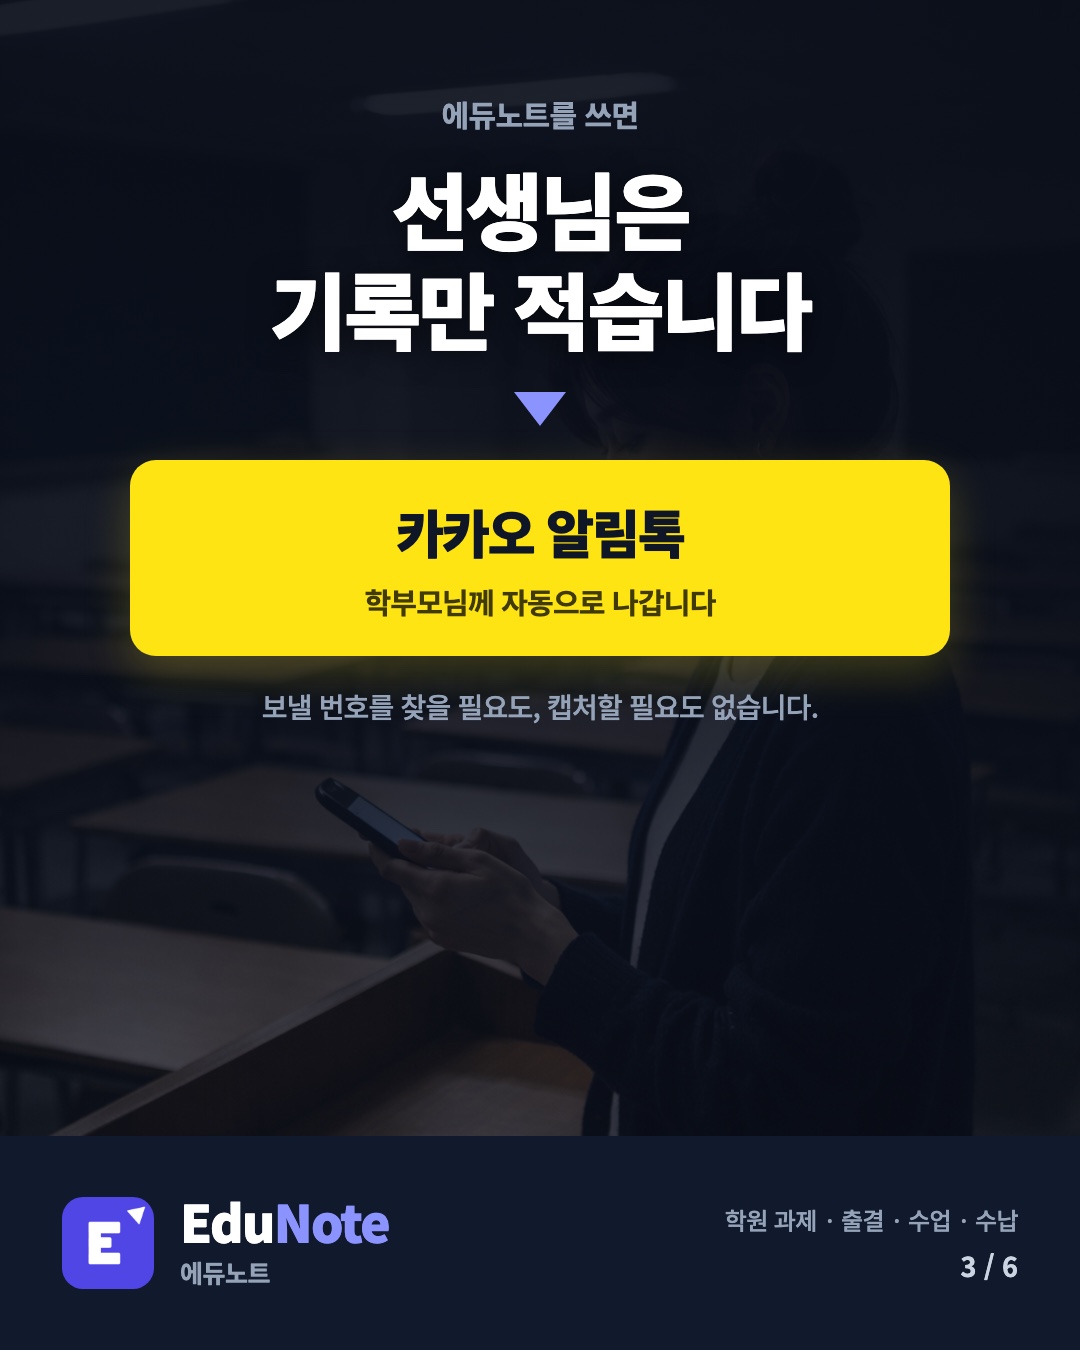 에듀노트를 쓰면
선생님은
기록만 적습니다
카카오 알림톡
학부모님께 자동으로 나갑니다
보낼 번호를 찾을 필요도, 캡처할 필요도 없습니다.
E
EduNote
에듀노트
학원 과제 · 출결 · 수업 · 수납
3 / 6